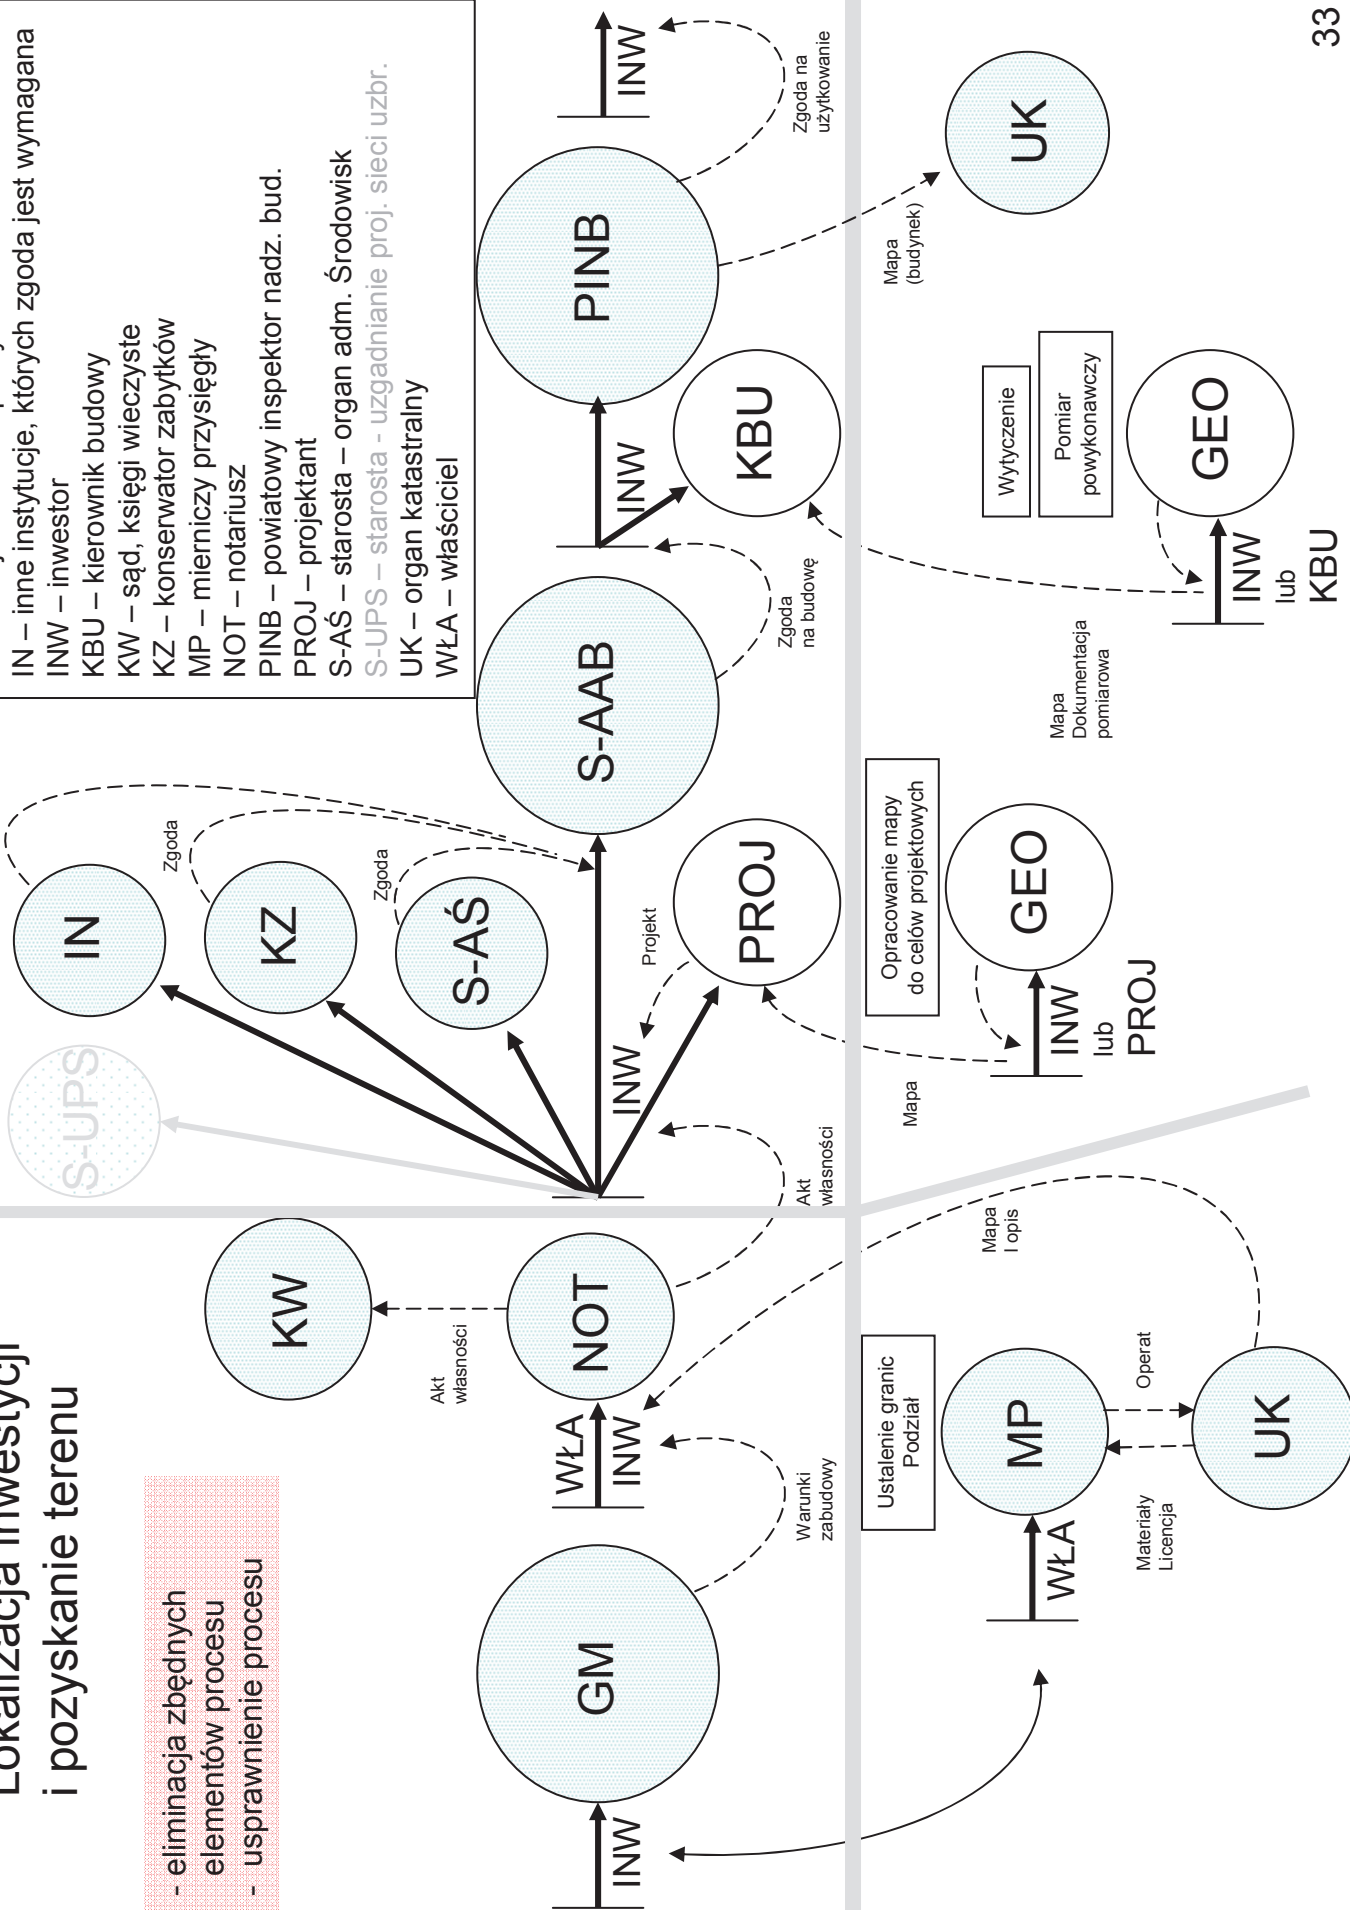 Lokalizacja inwestycji
i pozyskanie terenu
- eliminacja zbędnych
elementów procesu
- usprawnienie procesu
IN – inne instytucje, których zgoda jest wymagana
INW – inwestor
KBU – kierownik budowy
KW – sąd, księgi wieczyste
KZ – konserwator zabytków
MP – mierniczy przysięgły
NOT – notariusz
PINB – powiatowy inspektor nadz. bud.
PROJ – projektant
S-AŚ – starosta – organ adm. Środowisk
S-UPS – starosta - uzgadnianie proj. sieci uzbr.
UK – organ katastralny
WŁA – właściciel
S-UPS
IN
KZ
S-AŚ
Zgoda
Zgoda
KW
Akt
własności
INW
GM
Warunki
zabudowy
WŁA
INW
NOT
Akt
własności
INW
Projekt
PROJ
S-AAB
Zgoda
na budowę
INW
KBU
PINB
Zgoda na
użytkowanie
INW
Ustalenie granic
Podział
WŁA
MP
Materiały
Licencja
Operat
UK
Mapa
I opis
Mapa
Opracowanie mapy
do celów projektowych
INW
lub
PROJ
GEO
Mapa
Dokumentacja
pomiarowa
Wytyczenie
Pomiar
powykonawczy
INW
lub
KBU
GEO
Mapa
(budynek)
UK
33